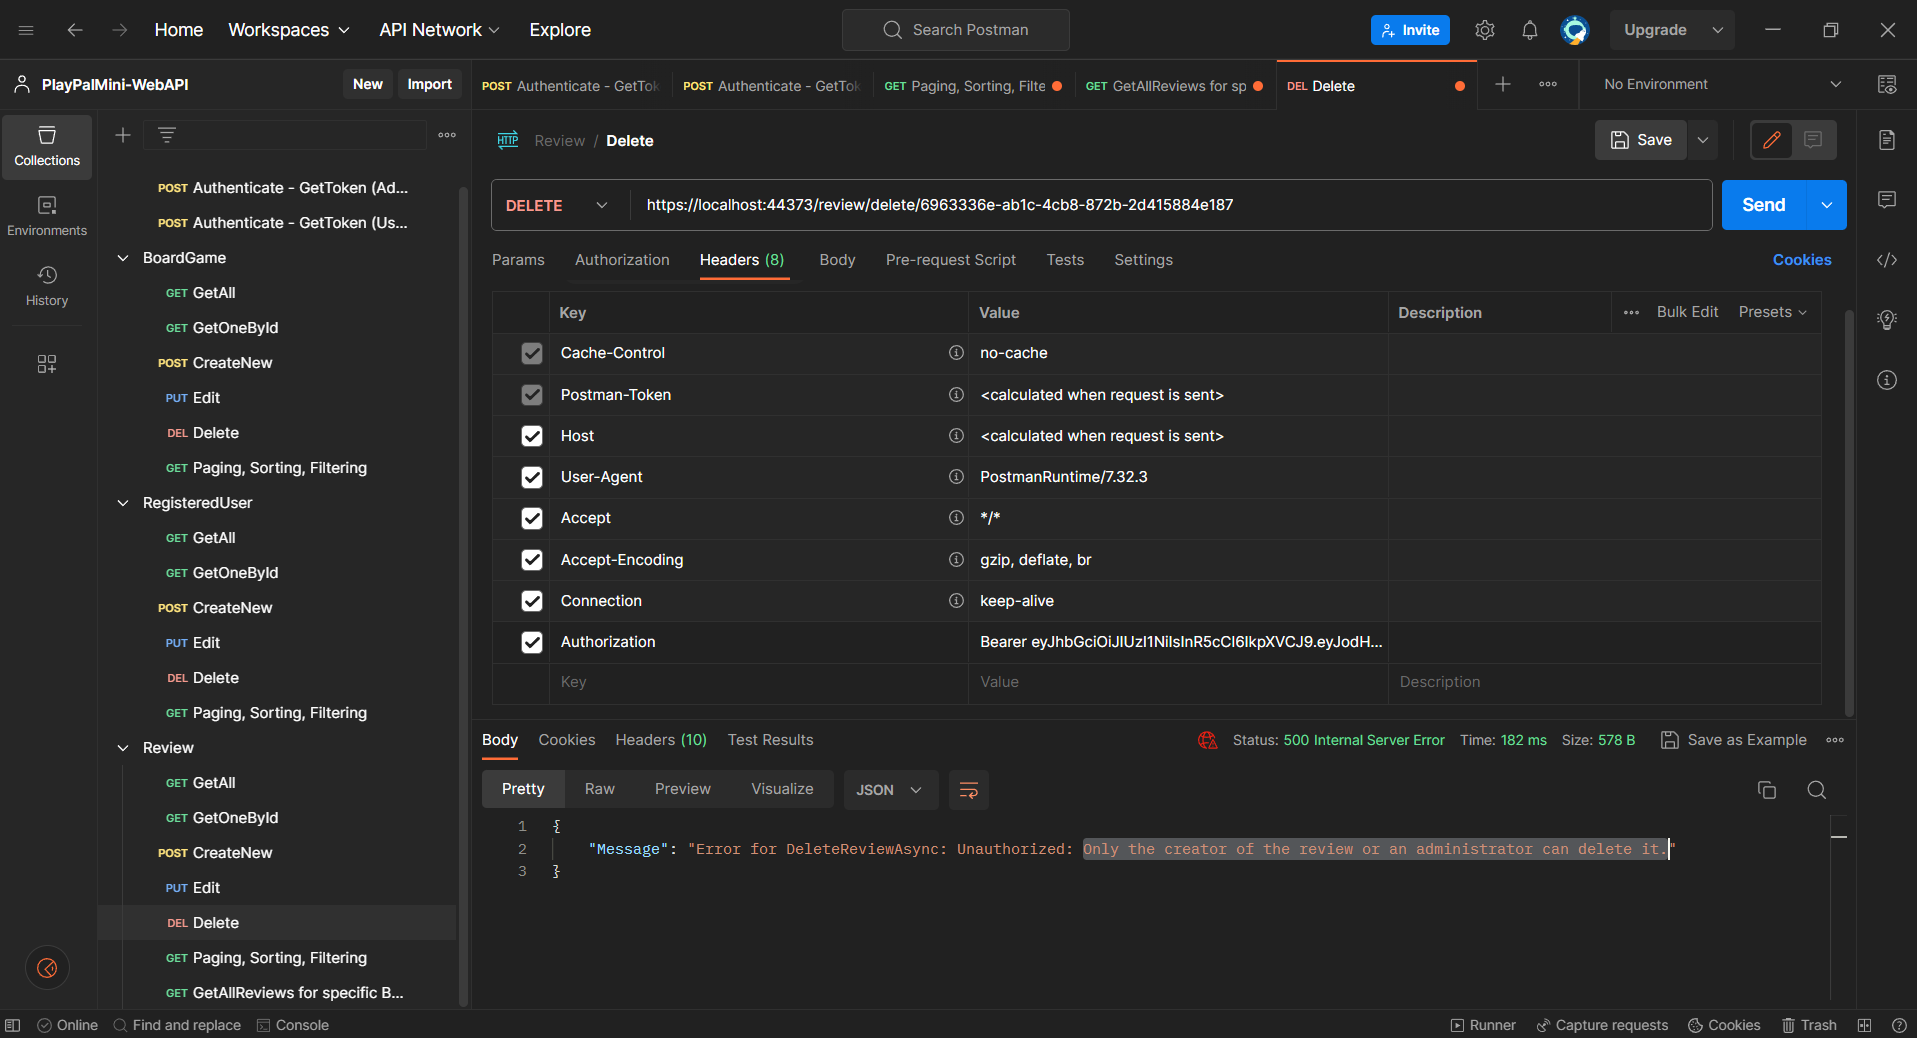 Home Workspaces API Network Explore Search Postman Invite Upgrade
PlayPalMini-WebAPI New Import
POST Authenticate - GetTok POST Authenticate - GetTok GET Paging, Sorting, Filte GET GetAllReviews for sp DEL Delete No Environment
Collections
Environments
History
POST Authenticate - GetToken (Ad...
POST Authenticate - GetToken (Us...
BoardGame
GET GetAll
GET GetOneById
POST CreateNew
PUT Edit
DEL Delete
GET Paging, Sorting, Filtering
RegisteredUser
GET GetAll
GET GetOneById
POST CreateNew
PUT Edit
DEL Delete
GET Paging, Sorting, Filtering
Review
GET GetAll
GET GetOneById
POST CreateNew
PUT Edit
DEL Delete
GET Paging, Sorting, Filtering
GET GetAllReviews for specific B...
HTTP Review / Delete Save
DELETE https://localhost:44373/review/delete/6963336e-ab1c-4cb8-872b-2d415884e187 Send
Params Authorization Headers (8) Body Pre-request Script Tests Settings Cookies
Key Value Description Bulk Edit Presets
Cache-Control no-cache
Postman-Token <calculated when request is sent>
Host <calculated when request is sent>
User-Agent PostmanRuntime/7.32.3
Accept */*
Accept-Encoding gzip, deflate, br
Connection keep-alive
Authorization Bearer eyJhbGciOiJIUzI1NiIsInR5cCI6IkpXVCJ9.eyJodH...
Key Value Description
Body Cookies Headers (10) Test Results Status: 500 Internal Server Error Time: 182 ms Size: 578 B Save as Example
Pretty Raw Preview Visualize JSON
1 {
2 "Message": "Error for DeleteReviewAsync: Unauthorized: Only the creator of the review or an administrator can delete it."
3 }
Online Find and replace Console Runner Capture requests Cookies Trash